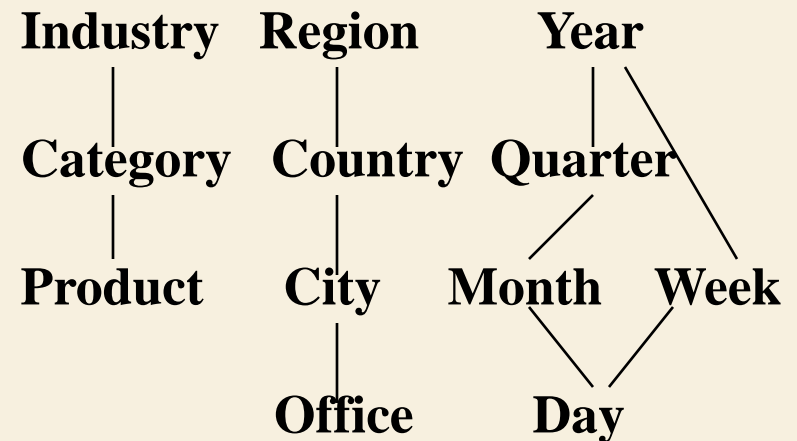 Industry Region Year
Category Country Quarter
Product City Month Week
Office Day